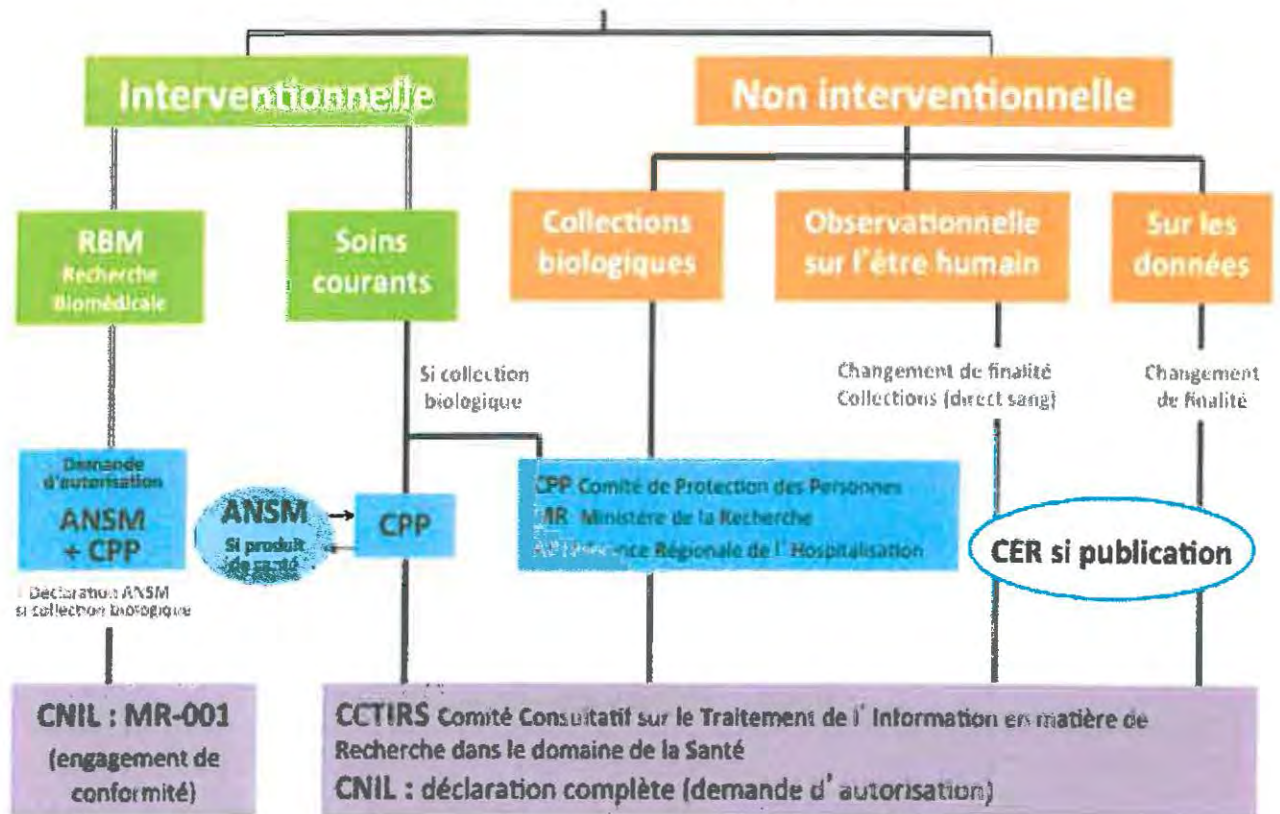 Interventionnelle
Non interventionnelle
RBM
Recherche
Biomédicale
Soins
courants
Collections
biologiques
Observationnelle
sur l'être humain
Sur les
données
Si collection
biologique
Changement de finalité
Collections (direct sang)
Changement
de finalité
Demande
d'autorisation
ANSM
+ CPP
ANSM
Si produit
de santé
CPP
CPP Comité de Protection des Personnes
MR Ministère de la Recherche
Régionale de l' Hospitalisation
CER si publication
Déclaration ANSM
si collection biologique
CNIL : MR-001
(engagement de
conformité)
CCTIRS Comité Consultatif sur le Traitement de l' Information en matière de
Recherche dans le domaine de la Santé
CNIL : déclaration complète (demande d' autorisation)